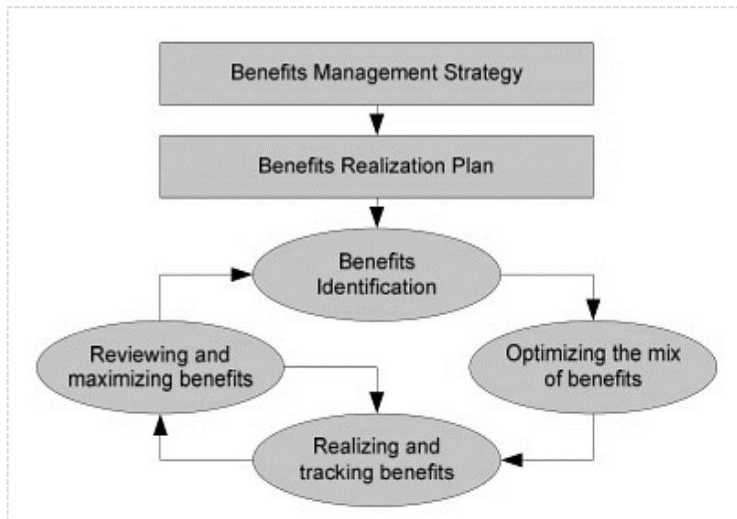 Benefits Management Strategy
Benefits Realization Plan
Benefits
Identification
Reviewing and
maximizing benefits
Optimizing the mix
of benefits
Realizing and
tracking benefits